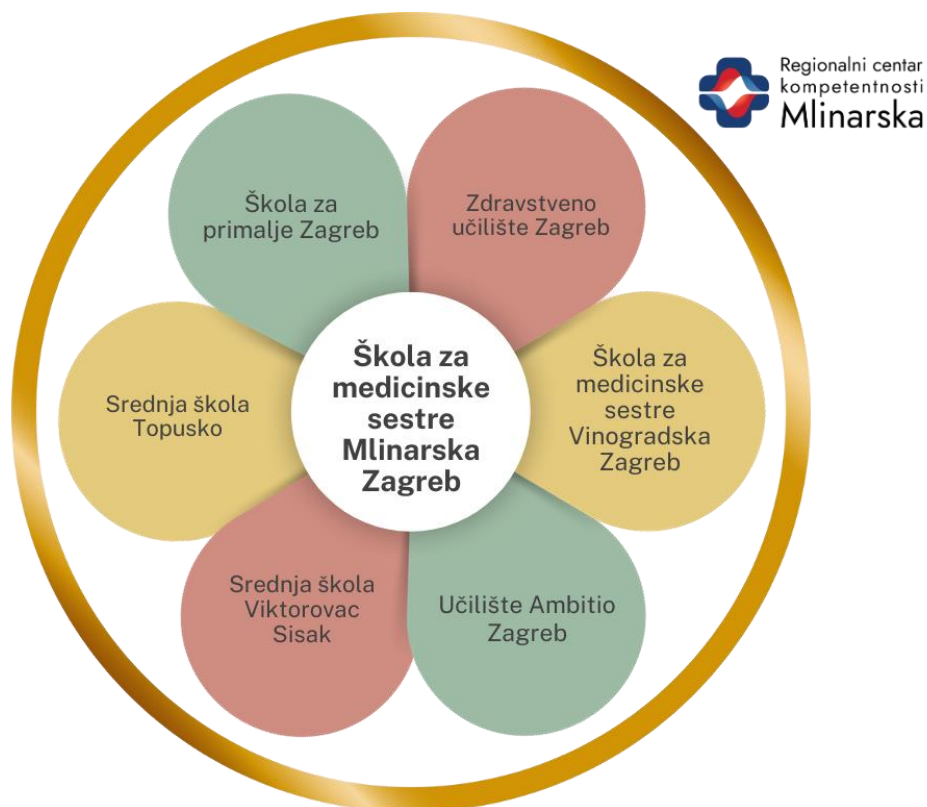 Regionalni centar
kompetentnosti
Mlinarska
Škola za
primalje Zagreb
Zdravstveno
učilište Zagreb
Srednja škola
Topusko
Škola za
medicinske
sestre
Mlinarska
Zagreb
Škola za
medicinske
sestre
Vinogradska
Zagreb
Srednja škola
Viktorovac
Sisak
Učilište Ambitio
Zagreb